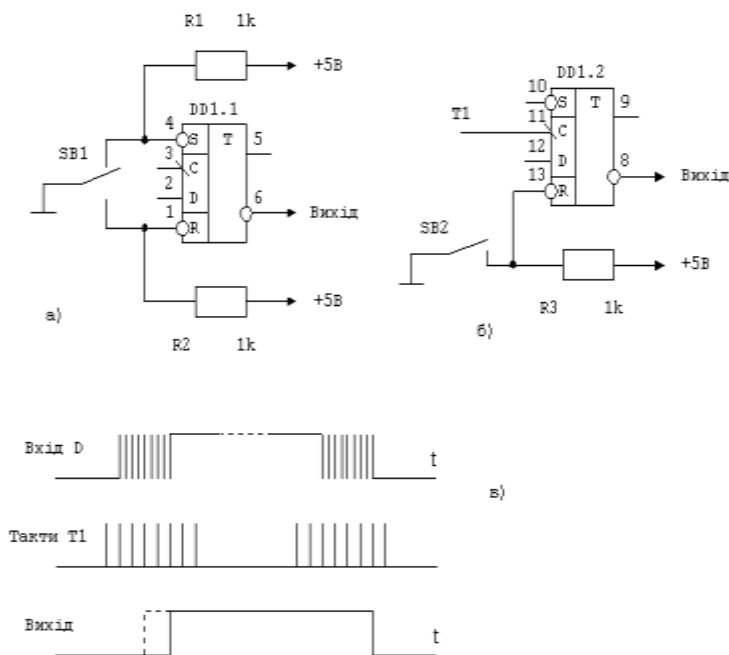 R1 1k
+5В
DD1.1
4 S T 5
SB1
3 C
2 D
1 R 6
Вихід
+5В
R2 1k
а)
DD1.2
10 S T 9
T1
11 C
12 D
13 R 8
Вихід
SB2
+5В
R3 1k
б)
Вхід D
t
в)
Такти T1
Вихід
t